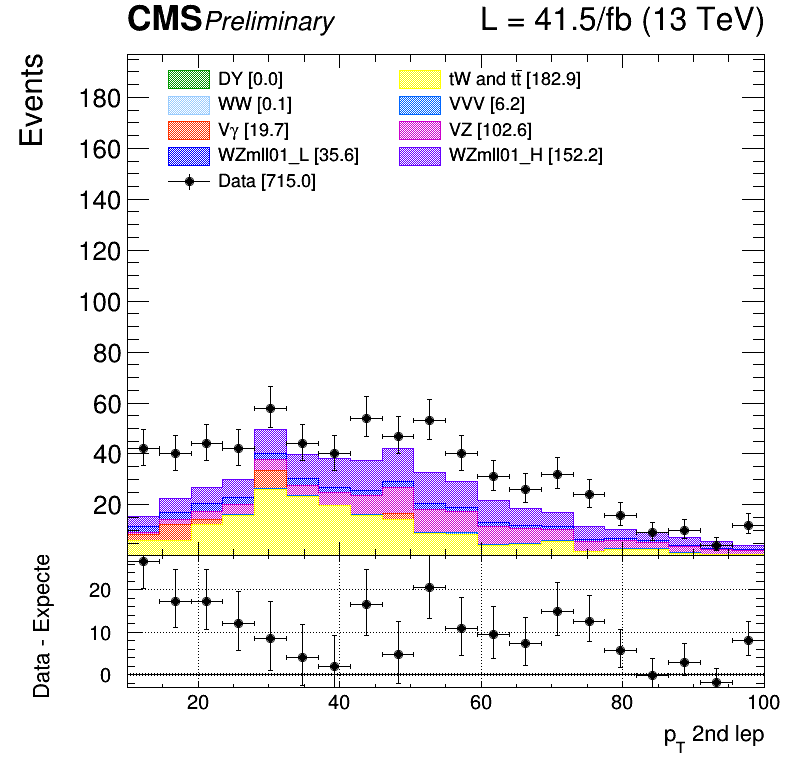 CMS Preliminary L = 41.5/fb (13 TeV)
Events
DY [0.0] tW and tt̄ [182.9]
WW [0.1] VVV [6.2]
Vγ [19.7] VZ [102.6]
WZmll01_L [35.6] WZmll01_H [152.2]
Data [715.0]
180
160
140
120
100
80
60
40
20
Data - Expecte
20
10
0
20 40 60 80 100
p_T 2nd lep